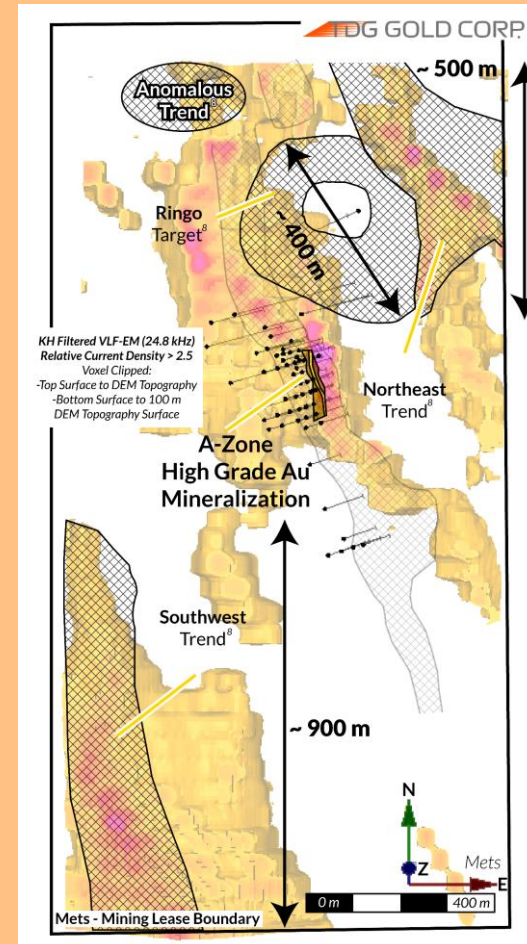 TDG GOLD CORP.
~ 500 m
Anomalous
Trend8
Ringo
Target8
~ 400 m
KH Filtered VLF-EM (24.8 kHz)
Relative Current Density > 2.5
Voxel Clipped:
-Top Surface to DEM Topography
-Bottom Surface to 100 m
DEM Topography Surface
Northeast
Trend8
A-Zone
High Grade Au
Mineralization
Southwest
Trend8
~ 900 m
N
Z
Mets
E
0 m
400 m
Mets - Mining Lease Boundary